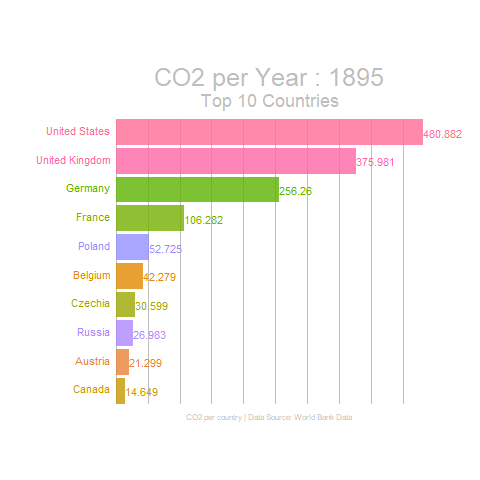 CO2 per Year : 1895
Top 10 Countries
United States 480.882
United Kingdom 375.981
Germany 256.26
France 106.282
Poland 52.725
Belgium 42.279
Czechia 30.599
Russia 26.983
Austria 21.299
Canada 14.649
CO2 per country | Data Source: World Bank Data